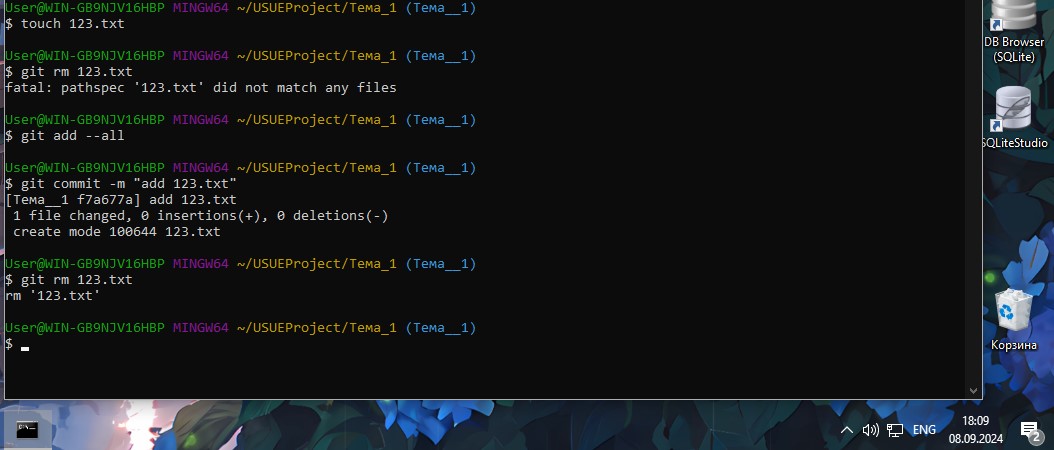 User@WIN-GB9NJV16HBP MINGW64 ~/USUEProject/Тема_1 (Тема__1)
$ touch 123.txt
User@WIN-GB9NJV16HBP MINGW64 ~/USUEProject/Тема_1 (Тема__1)
$ git rm 123.txt
fatal: pathspec '123.txt' did not match any files
User@WIN-GB9NJV16HBP MINGW64 ~/USUEProject/Тема_1 (Тема__1)
$ git add --all
User@WIN-GB9NJV16HBP MINGW64 ~/USUEProject/Тема_1 (Тема__1)
$ git commit -m "add 123.txt"
[Тема__1 f7a677a] add 123.txt
1 file changed, 0 insertions(+), 0 deletions(-)
create mode 100644 123.txt
User@WIN-GB9NJV16HBP MINGW64 ~/USUEProject/Тема_1 (Тема__1)
$ git rm 123.txt
rm '123.txt'
User@WIN-GB9NJV16HBP MINGW64 ~/USUEProject/Тема_1 (Тема__1)
$
DB Browser
(SQLite)
SQLiteStudio
Корзина
ENG
18:09
08.09.2024
2